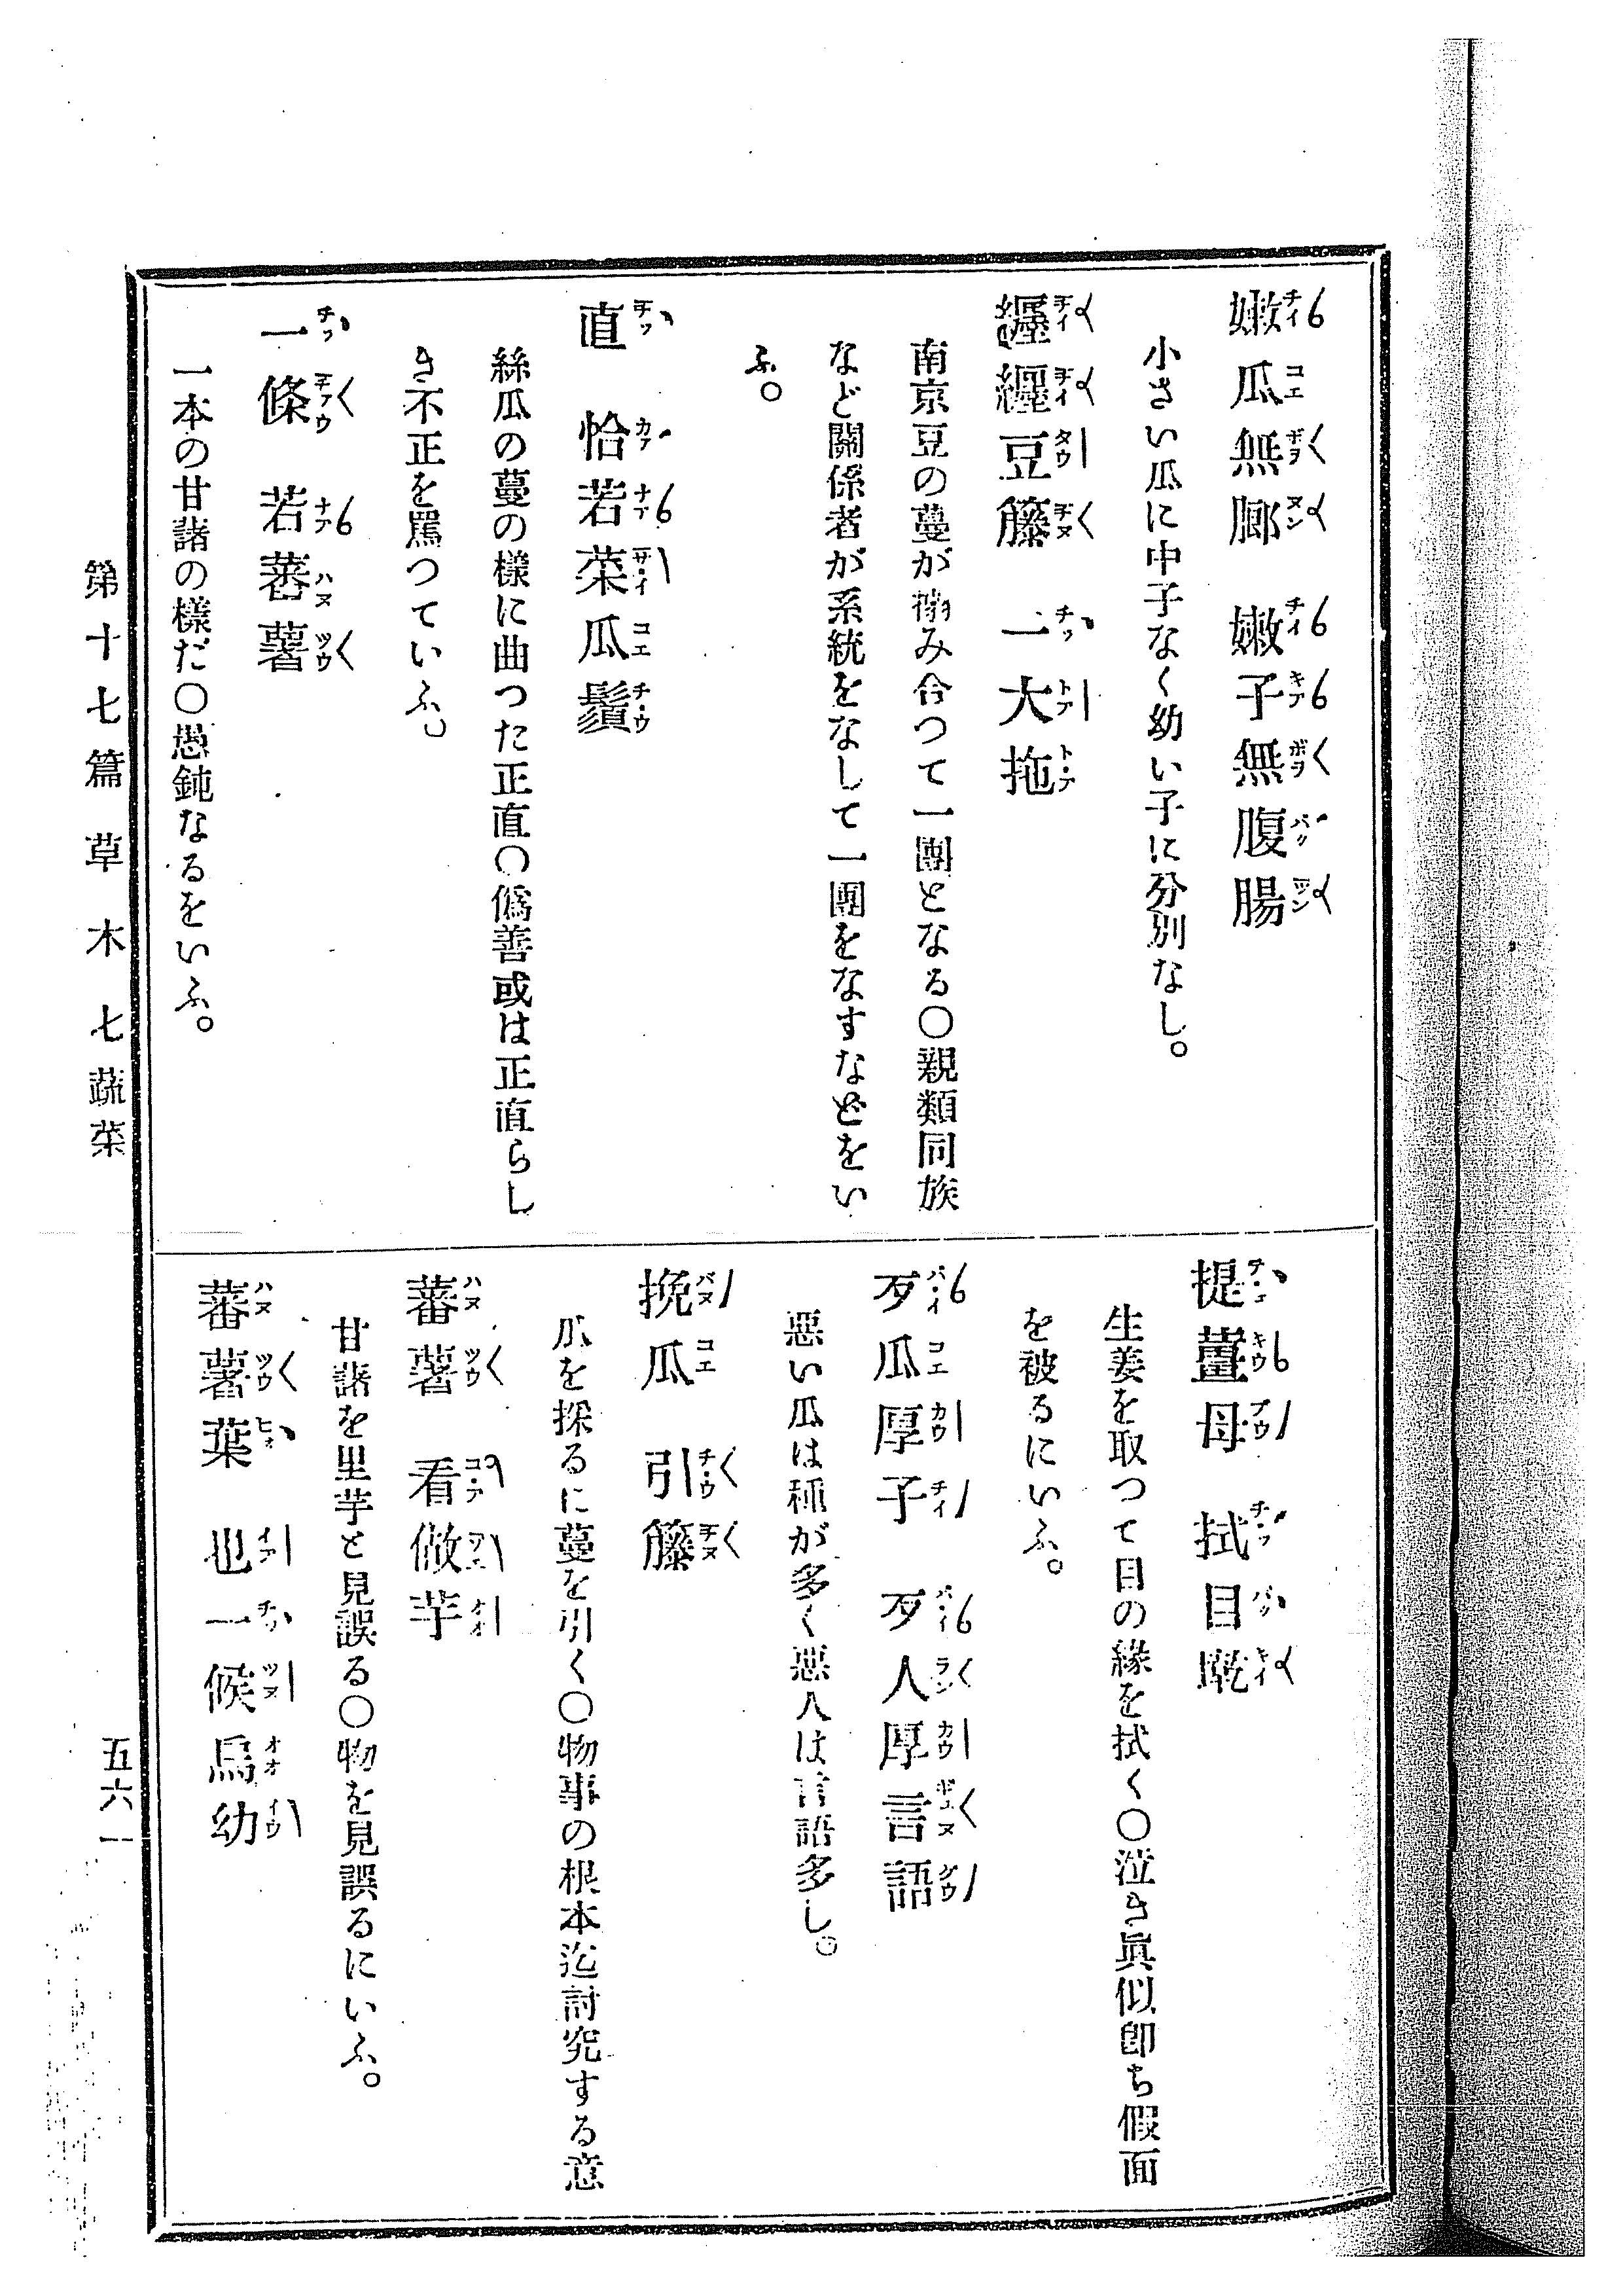 嫩瓜無瓤 嫩子無腹腸
小さい瓜に中子なく幼い子に分別なし。
纒纒豆籐 一大拖
南京豆の蔓が搦み合つて一團となる〇親類同族
など關係者が系統をなして一團をなすなどをい
ふ。
直 恰若菜瓜鬚
絲瓜の蔓の樣に曲つた正直〇僞善或は正直らし
き不正を罵つていふ。
一條 若蕃薯
一本の甘諸の樣だ〇愚鈍なるをいふ。
提薑母 拭目墘
生姜を取つて目の緣を拭く〇泣き眞似卽ち假面
を被るにいふ。
歹瓜厚子 歹人厚言語
惡い瓜は種が多く惡人は言語多し。
挽瓜 引籐
瓜を採るに蔓を引く〇物事の根本迄討究する意
蕃薯 看做芋
甘諸を里芋と見誤る〇物を見誤るにいふ。
蕃薯葉 也一候烏幼
第十七篇 草木 七 蔬菜
五六一